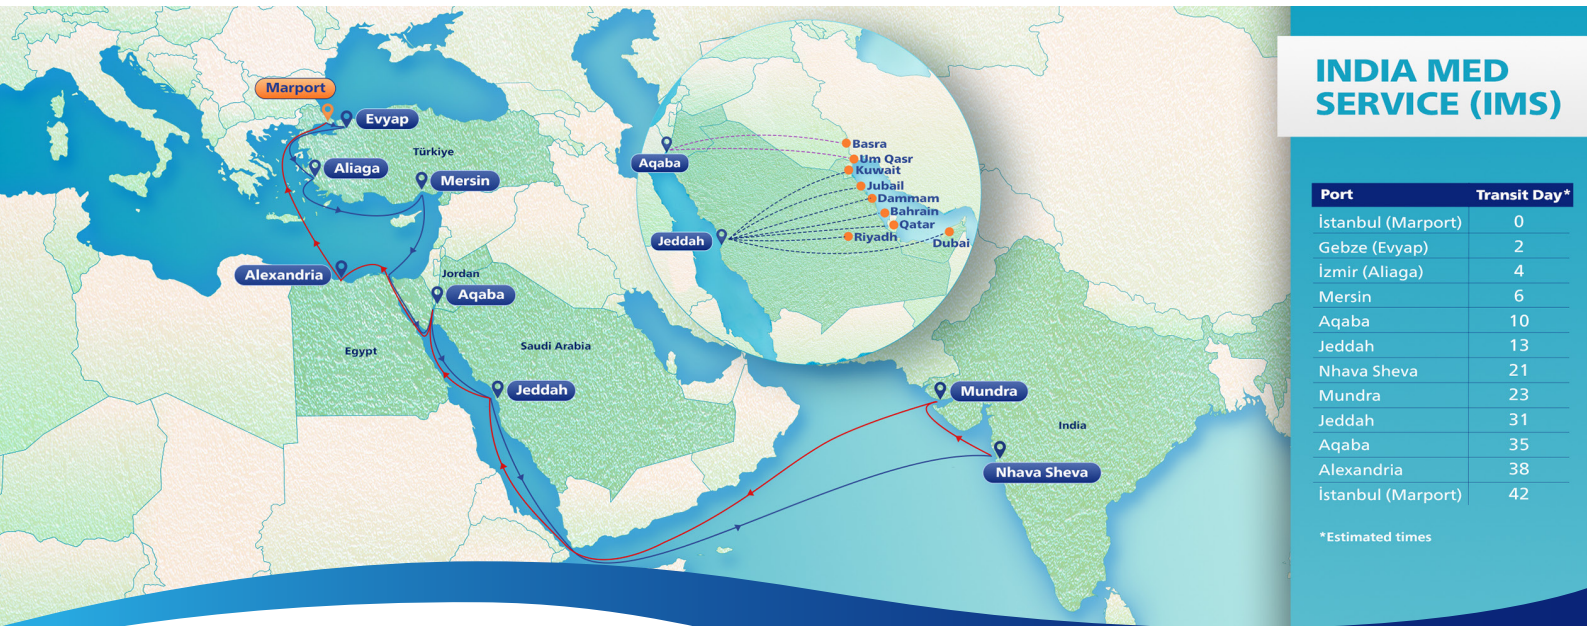 INDIA MED
SERVICE (IMS)
Port Transit Day*
İstanbul (Marport) 0
Gebze (Evyap) 2
İzmir (Aliaga) 4
Mersin 6
Aqaba 10
Jeddah 13
Nhava Sheva 21
Mundra 23
Jeddah 31
Aqaba 35
Alexandria 38
İstanbul (Marport) 42
*Estimated times
Marport
Evyap
Türkiye
Aliaga
Mersin
Alexandria
Jordan
Aqaba
Egypt
Saudi Arabia
Jeddah
Mundra
India
Nhava Sheva
Aqaba
Basra
Um Qasr
Kuwait
Jubail
Dammam
Bahrain
Qatar
Jeddah
Riyadh
Dubai